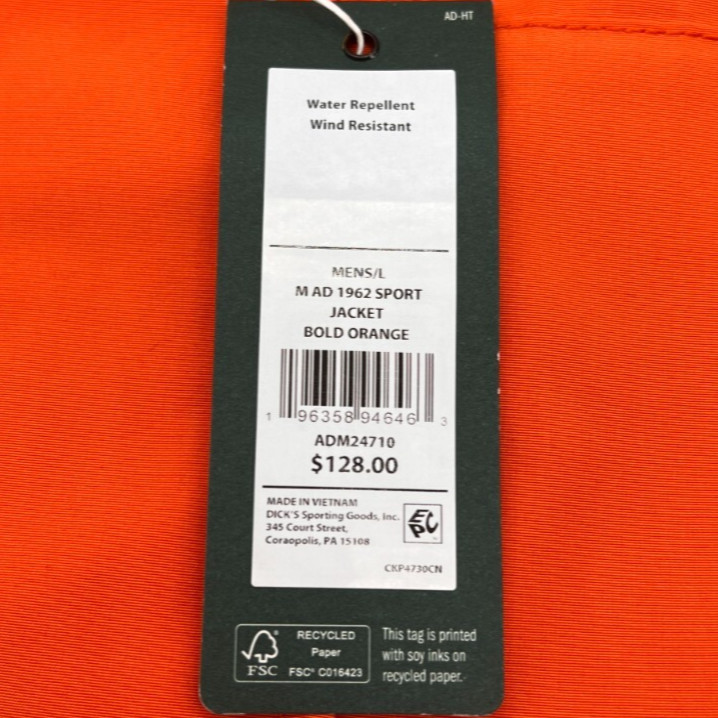 AD-HT
Water Repellent
Wind Resistant
MENS/L
M AD 1962 SPORT
JACKET
BOLD ORANGE
1 96358 94646 3
ADM24710
$128.00
MADE IN VIETNAM
DICK'S Sporting Goods, Inc.
345 Court Street,
Coraopolis, PA 15108
EPC
CKP4730CN
RECYCLED
Paper
FSC® C016423
FSC
This tag is printed
with soy inks on
recycled paper.